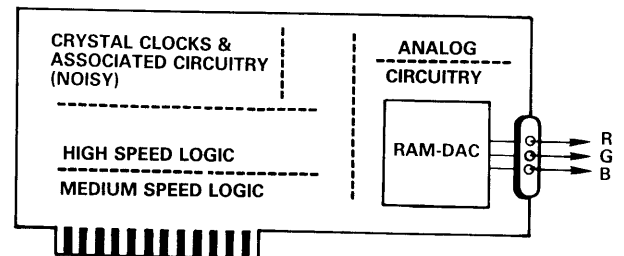 CRYSTAL CLOCKS &
ASSOCIATED CIRCUITRY
(NOISY)
ANALOG
CIRCUITRY
RAM-DAC
R
G
B
HIGH SPEED LOGIC
MEDIUM SPEED LOGIC